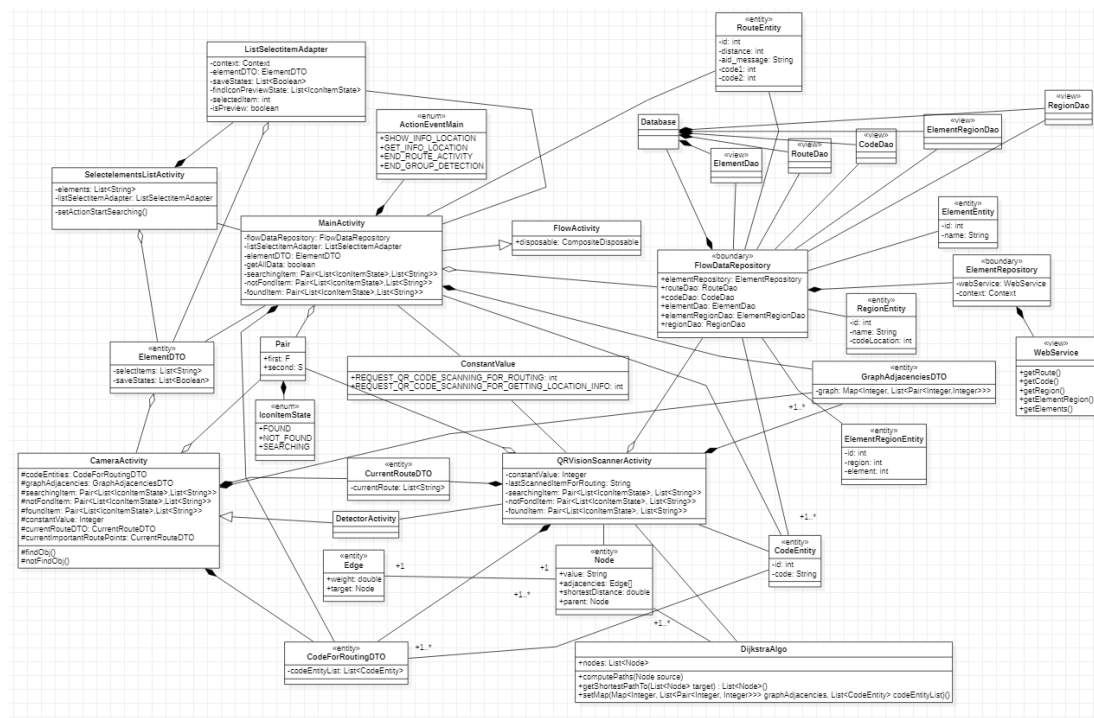 «entity»
RouteEntity
-id: int
-distance: int
-aid_message: String
-code1: int
-code2: int
ListSelectitemAdapter
-context: Context
-elementDTO: ElementDTO
-saveStates: List<Boolean>
-findIconPreviewState: List<IconItemState>
-selectedItem: int
-isPreview: boolean
«enum»
ActionEventMain
+SHOW_INFO_LOCATION
+GET_INFO_LOCATION
+END_ROUTE_ACTIVITY
+END_GROUP_DETECTION
Database
«view»
RegionDao
«view»
ElementRegionDao
«view»
CodeDao
«view»
RouteDao
«view»
ElementDao
SelectelementsListActivity
-elements: List<String>
-listSelectitemAdapter: ListSelectitemAdapter
-setActionStartSearching()
MainActivity
-flowDataRepository: FlowDataRepository
-listSelectitemAdapter: ListSelectitemAdapter
-elementDTO: ElementDTO
-getAllData: boolean
-searchingItem: Pair<List<IconItemState>,List<String>>
-notFondItem: Pair<List<IconItemState>,List<String>>
-foundItem: Pair<List<IconItemState>,List<String>>
FlowActivity
+disposable: CompositeDisposable
«entity»
ElementEntity
-id: int
-name: String
«boundary»
FlowDataRepository
+elementRepository: ElementRepository
+routeDao: RouteDao
+codeDao: CodeDao
+elementDao: ElementDao
+elementRegionDao: ElementRegionDao
+regionDao: RegionDao
«boundary»
ElementRepository
-webService: WebService
-context: Context
«entity»
RegionEntity
-id: int
-name: String
-codeLocation: int
«view»
WebService
+getRoute()
+getCode()
+getRegion()
+getElementRegion()
+getElements()
«entity»
ElementDTO
-selectItems: List<String>
-saveStates: List<Boolean>
Pair
+first: F
+second: S
ConstantValue
+REQUEST_QR_CODE_SCANNING_FOR_ROUTING: int
+REQUEST_QR_CODE_SCANNING_FOR_GETTING_LOCATION_INFO: int
«entity»
GraphAdjacenciesDTO
-graph: Map<Integer, List<Pair<Integer,Integer>>>
+1..*
«enum»
IconItemState
+FOUND
+NOT_FOUND
+SEARCHING
«entity»
ElementRegionEntity
-id: int
-region: int
-element: int
CameraActivity
#codeEntities: CodeForRoutingDTO
#graphAdjacencies: GraphAdjacenciesDTO
#searchingItem: Pair<List<IconItemState>,List<String>>
#notFondItem: Pair<List<IconItemState>,List<String>>
#foundItem: Pair<List<IconItemState>,List<String>>
#constantValue: Integer
#currentRouteDTO: CurrentRouteDTO
#currentImportantRoutePoints: CurrentRouteDTO
#findObj()
#notFindObj()
«entity»
CurrentRouteDTO
-currentRoute: List<String>
QRVisionScannerActivity
-constantValue: Integer
-lastScannedItemForRouting: String
-searchingItem: Pair<List<IconItemState>, List<String>>
-notFondItem: Pair<List<IconItemState>, List<String>>
-foundItem: Pair<List<IconItemState>, List<String>>
DetectorActivity
+1..*
«entity»
CodeEntity
-id: int
-code: String
«entity»
Edge
+weight: double
+target: Node
+1
+1
«entity»
Node
+value: String
+adjacencies: Edge[]
+shortestDistance: double
+parent: Node
+1..*
+1..*
«entity»
CodeForRoutingDTO
-codeEntityList: List<CodeEntity>
+1..*
DijkstraAlgo
+nodes: List<Node>
+computePaths(Node source)
+getShortestPathTo(List<Node> target) : List<Node>()
+setMap(Map<Integer, List<Pair<Integer, Integer>>> graphAdjacencies, List<CodeEntity> codeEntityList)()